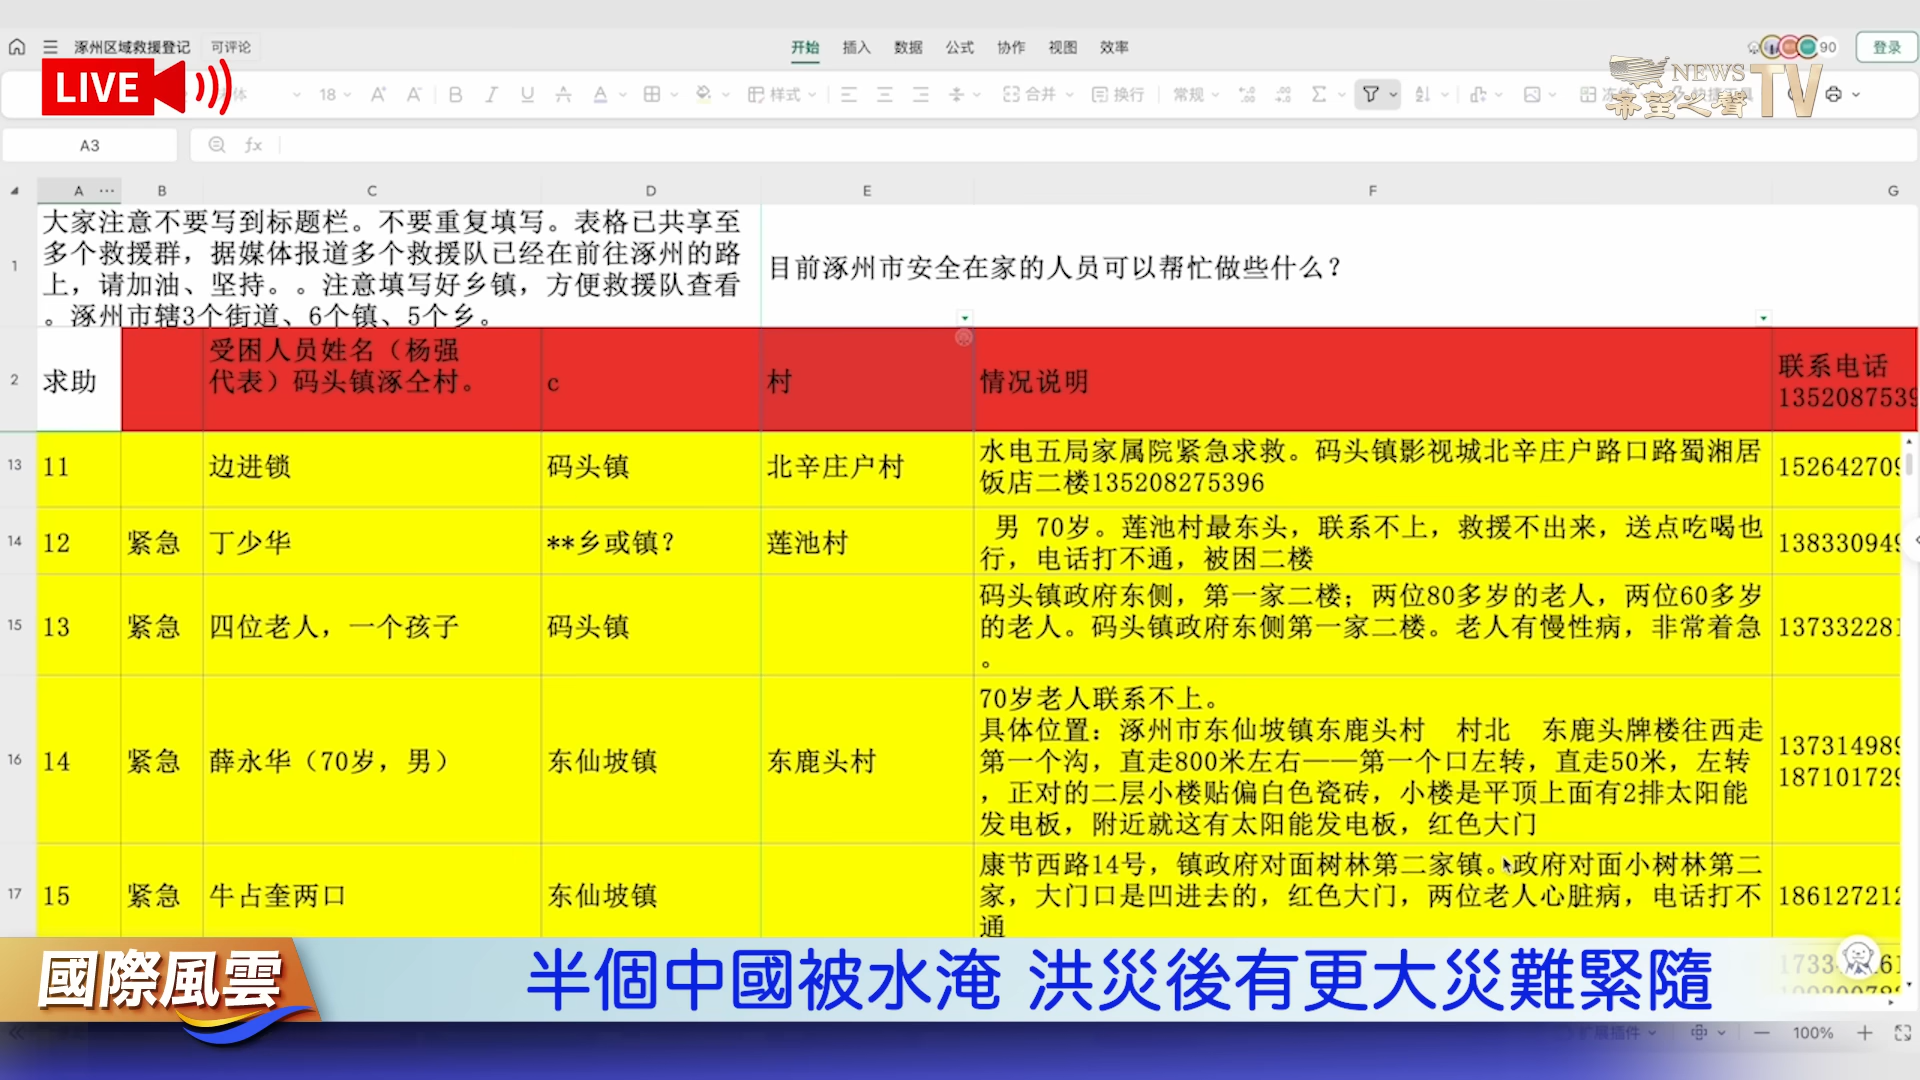 涿州区域救援登记 可评论 开始 插入 数据 公式 协作 视图 效率 90 登录
LIVE
18 样式 合并 换行 常规
NEWS TV
希望之聲
A3 fx
A B C D E F G
1 大家注意不要写到标题栏。不要重复填写。表格已共享至
多个救援群，据媒体报道多个救援队已经在前往涿州的路
上，请加油、坚持。。注意填写好乡镇，方便救援队查看
。涿州市辖3个街道、6个镇、5个乡。
目前涿州市安全在家的人员可以帮忙做些什么？
2 求助
受困人员姓名（杨强
代表）码头镇涿仝村。
c
村
情况说明
联系电话
1352087539
13 11 边进锁 码头镇 北辛庄户村
水电五局家属院紧急求救。码头镇影视城北辛庄户路口路蜀湘居
饭店二楼135208275396
152642709
14 12 紧急 丁少华 **乡或镇？ 莲池村
男 70岁。莲池村最东头，联系不上，救援不出来，送点吃喝也
行，电话打不通，被困二楼
138330949
15 13 紧急 四位老人，一个孩子 码头镇
码头镇政府东侧，第一家二楼；两位80多岁的老人，两位60多岁
的老人。码头镇政府东侧第一家二楼。老人有慢性病，非常着急
。
137332281
16 14 紧急 薛永华（70岁，男） 东仙坡镇 东鹿头村
70岁老人联系不上。
具体位置：涿州市东仙坡镇东鹿头村 村北 东鹿头牌楼往西走
第一个沟，直走800米左右——第一个口左转，直走50米，左转
，正对的二层小楼贴偏白色瓷砖，小楼是平顶上面有2排太阳能
发电板，附近就这有太阳能发电板，红色大门
137314989
187101729
17 15 紧急 牛占奎两口 东仙坡镇
康节西路14号，镇政府对面树林第二家镇。政府对面小树林第二
家，大门口是凹进去的，红色大门，两位老人心脏病，电话打不
通
186127212
國際風雲
半個中國被水淹 洪災後有更大災難緊隨
扩展插件 100%